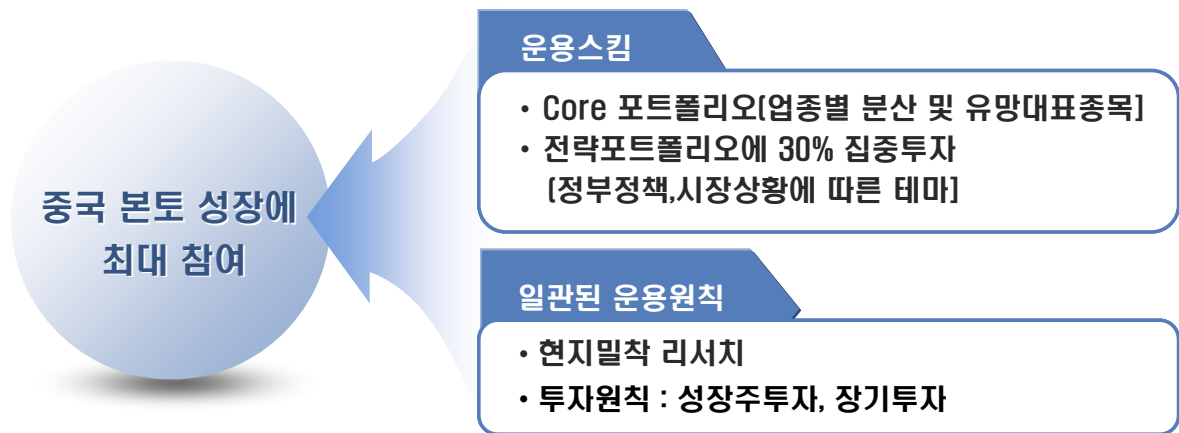 중국 본토 성장에
최대 참여
운용스킴
• Core 포트폴리오[업종별 분산 및 유망대표종목]
• 전략포트폴리오에 30% 집중투자
[정부정책,시장상황에 따른 테마]
일관된 운용원칙
• 현지밀착 리서치
• 투자원칙 : 성장주투자, 장기투자